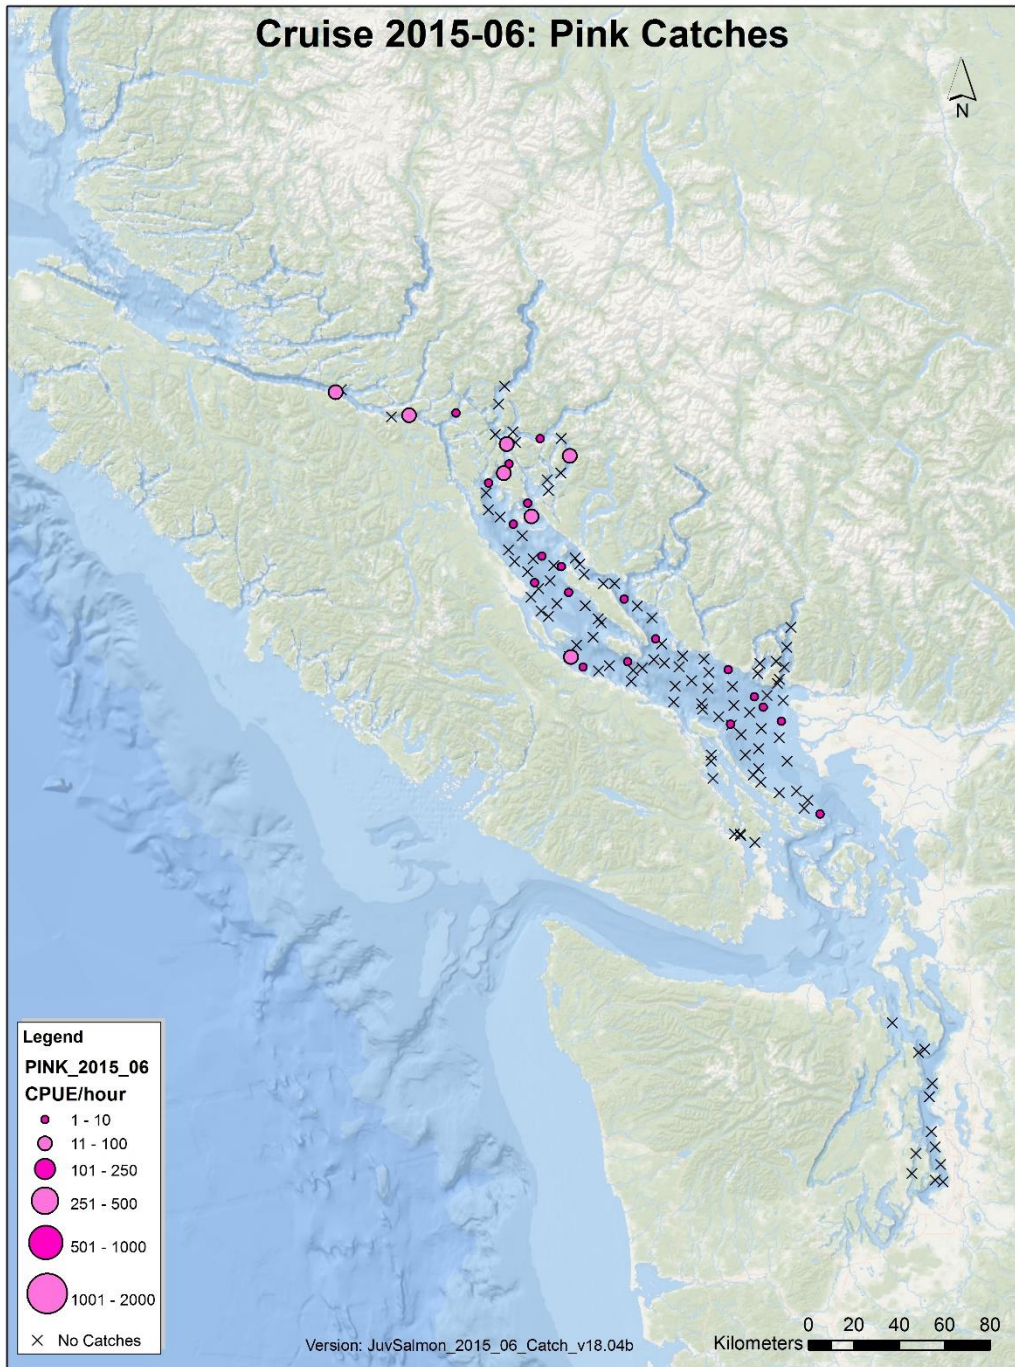 Cruise 2015-06: Pink Catches
N
Legend
PINK_2015_06
CPUE/hour
1 - 10
11 - 100
101 - 250
251 - 500
501 - 1000
1001 - 2000
No Catches
Version: JuvSalmon_2015_06_Catch_v18.04b
0 20 40 60 80
Kilometers